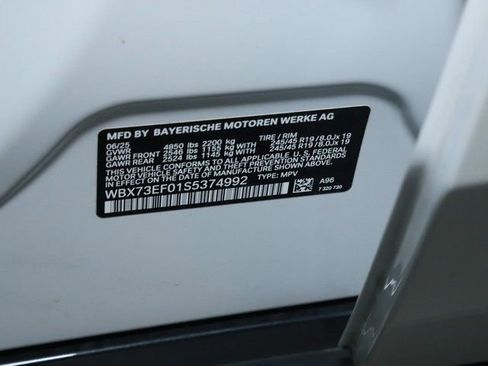 MFD BY BAYERISCHE MOTOREN WERKE AG
06/25 TIRE / RIM
GVWR 4850 lbs 2200 kg
GAWR FRONT 2546 lbs 1155 kg WITH 245/45 R19 / 8.0Jx 19
GAWR REAR 2524 lbs 1145 kg WITH 245/45 R19 / 8.0Jx 19
THIS VEHICLE CONFORMS TO ALL APPLICABLE U.S. FEDERAL
MOTOR VEHICLE SAFETY, BUMPER, AND
THEFT PREVENTION STANDARDS IN EFFECT ON THE DATE
OF MANUFACTURE SHOWN ABOVE.
WBX73EF01S5374992 TYPE: MPV
A96
7 320 730